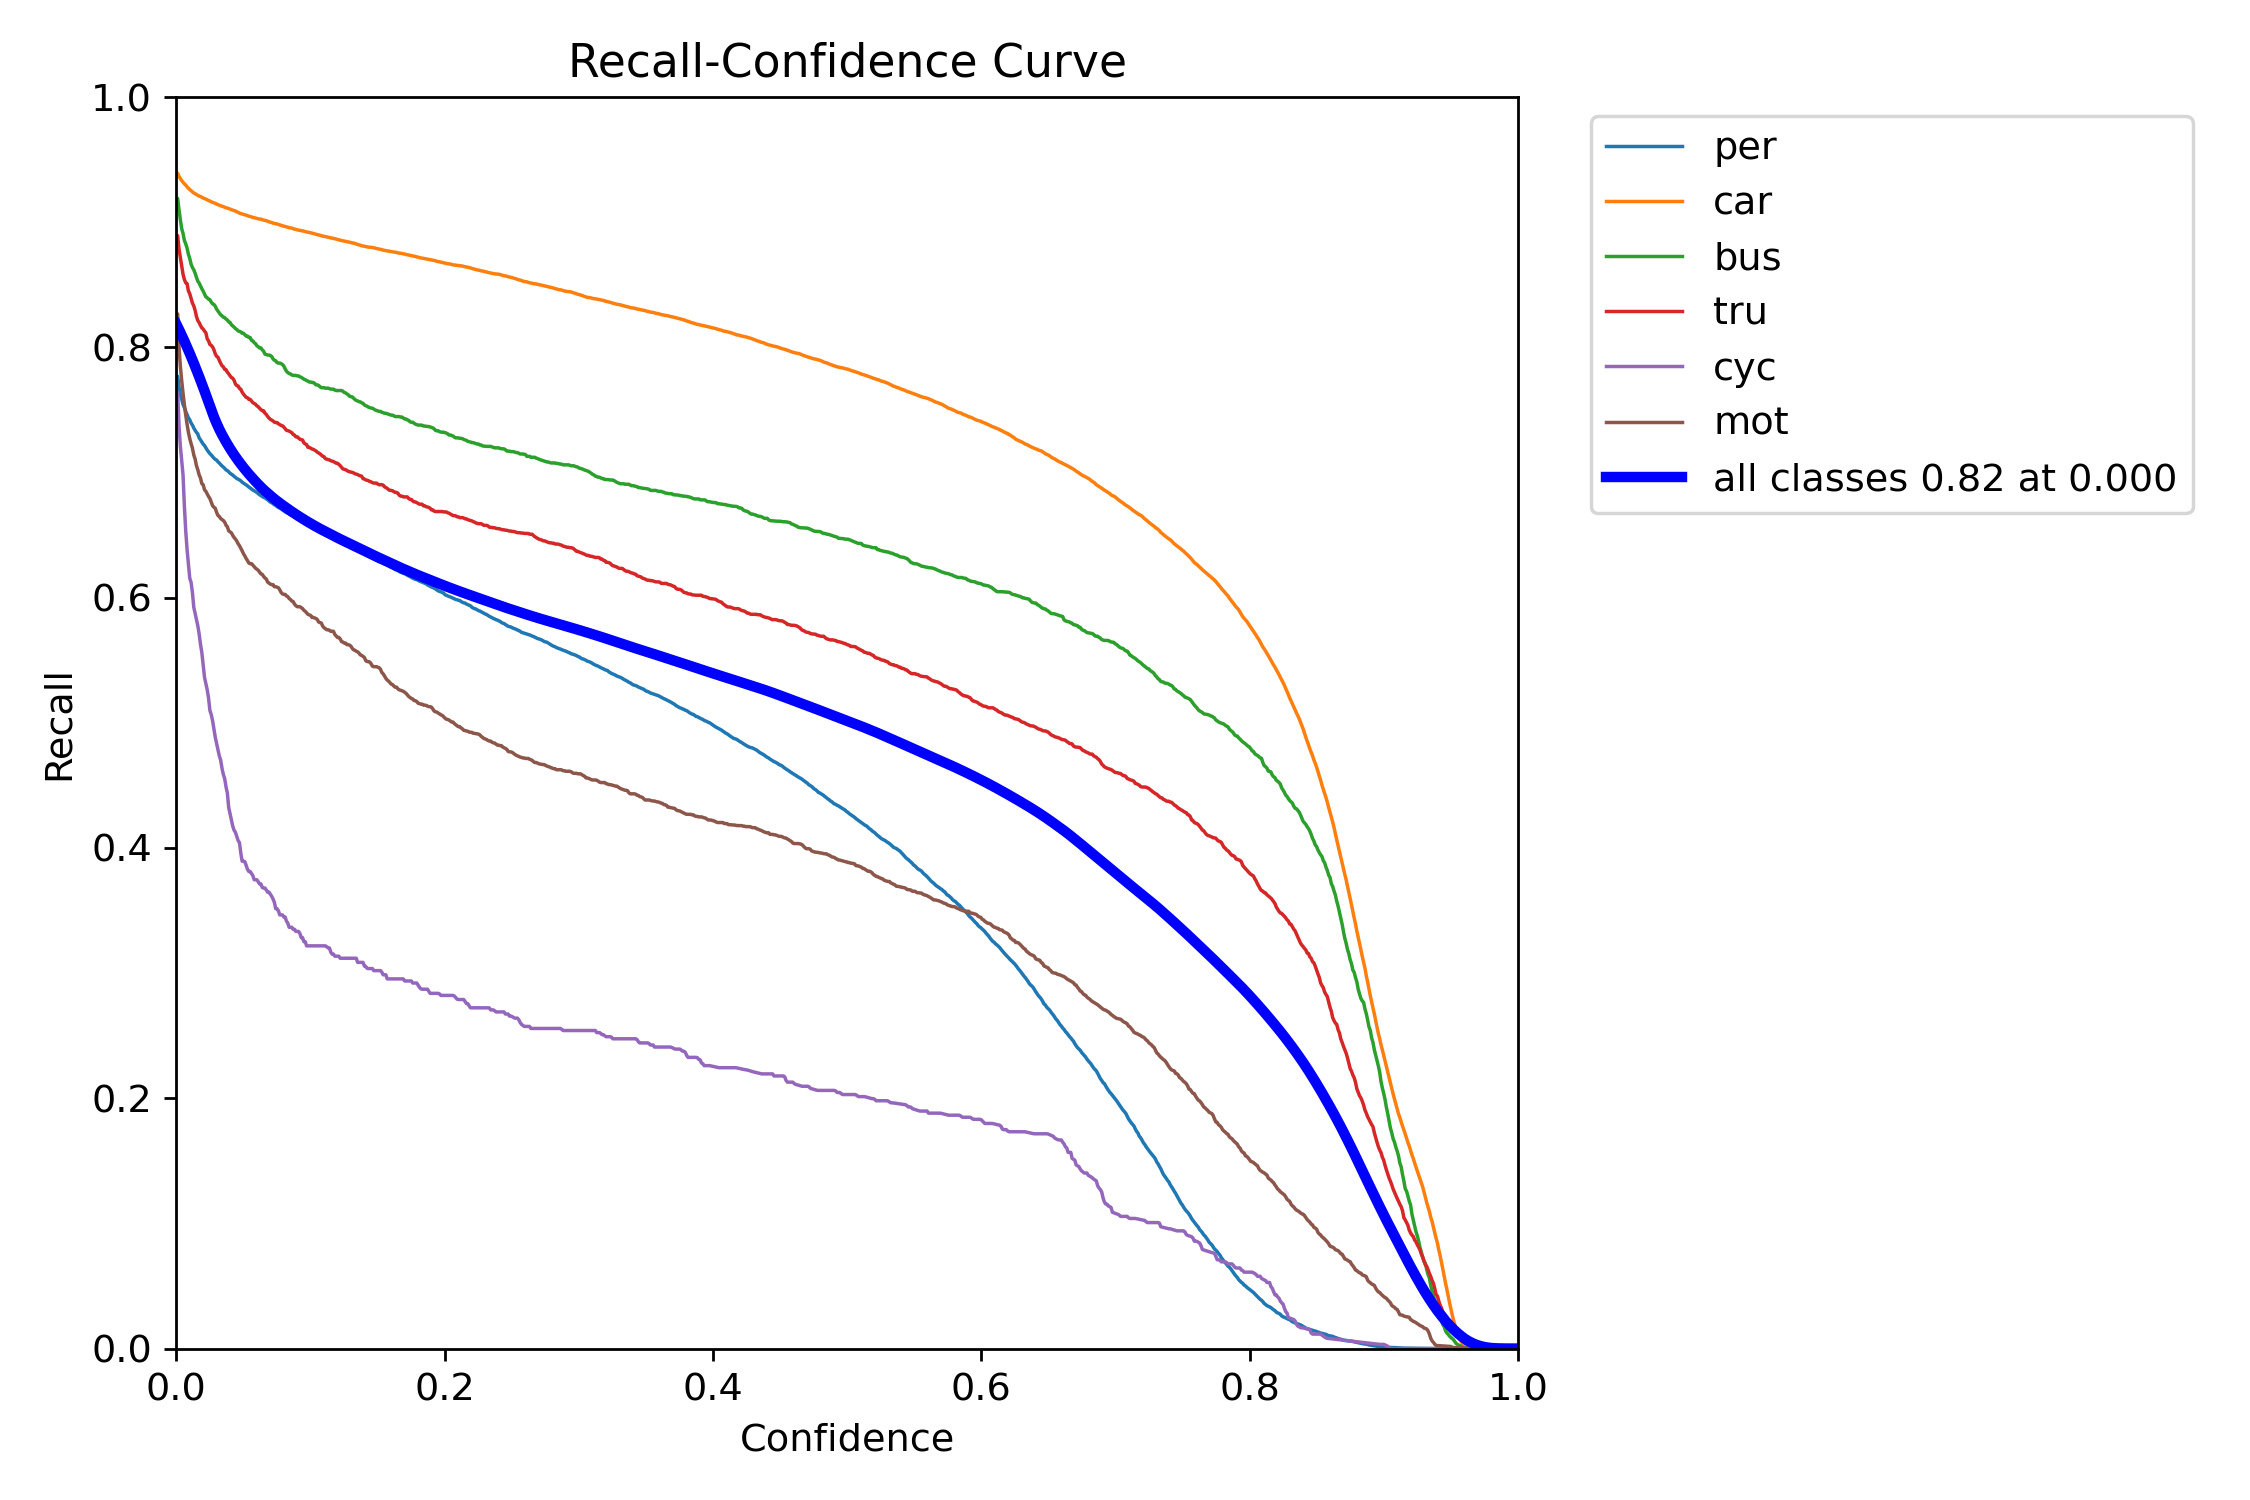 Recall-Confidence Curve
Recall
1.0
0.8
0.6
0.4
0.2
0.0
0.0 0.2 0.4 0.6 0.8 1.0
Confidence
per
car
bus
tru
cyc
mot
all classes 0.82 at 0.000